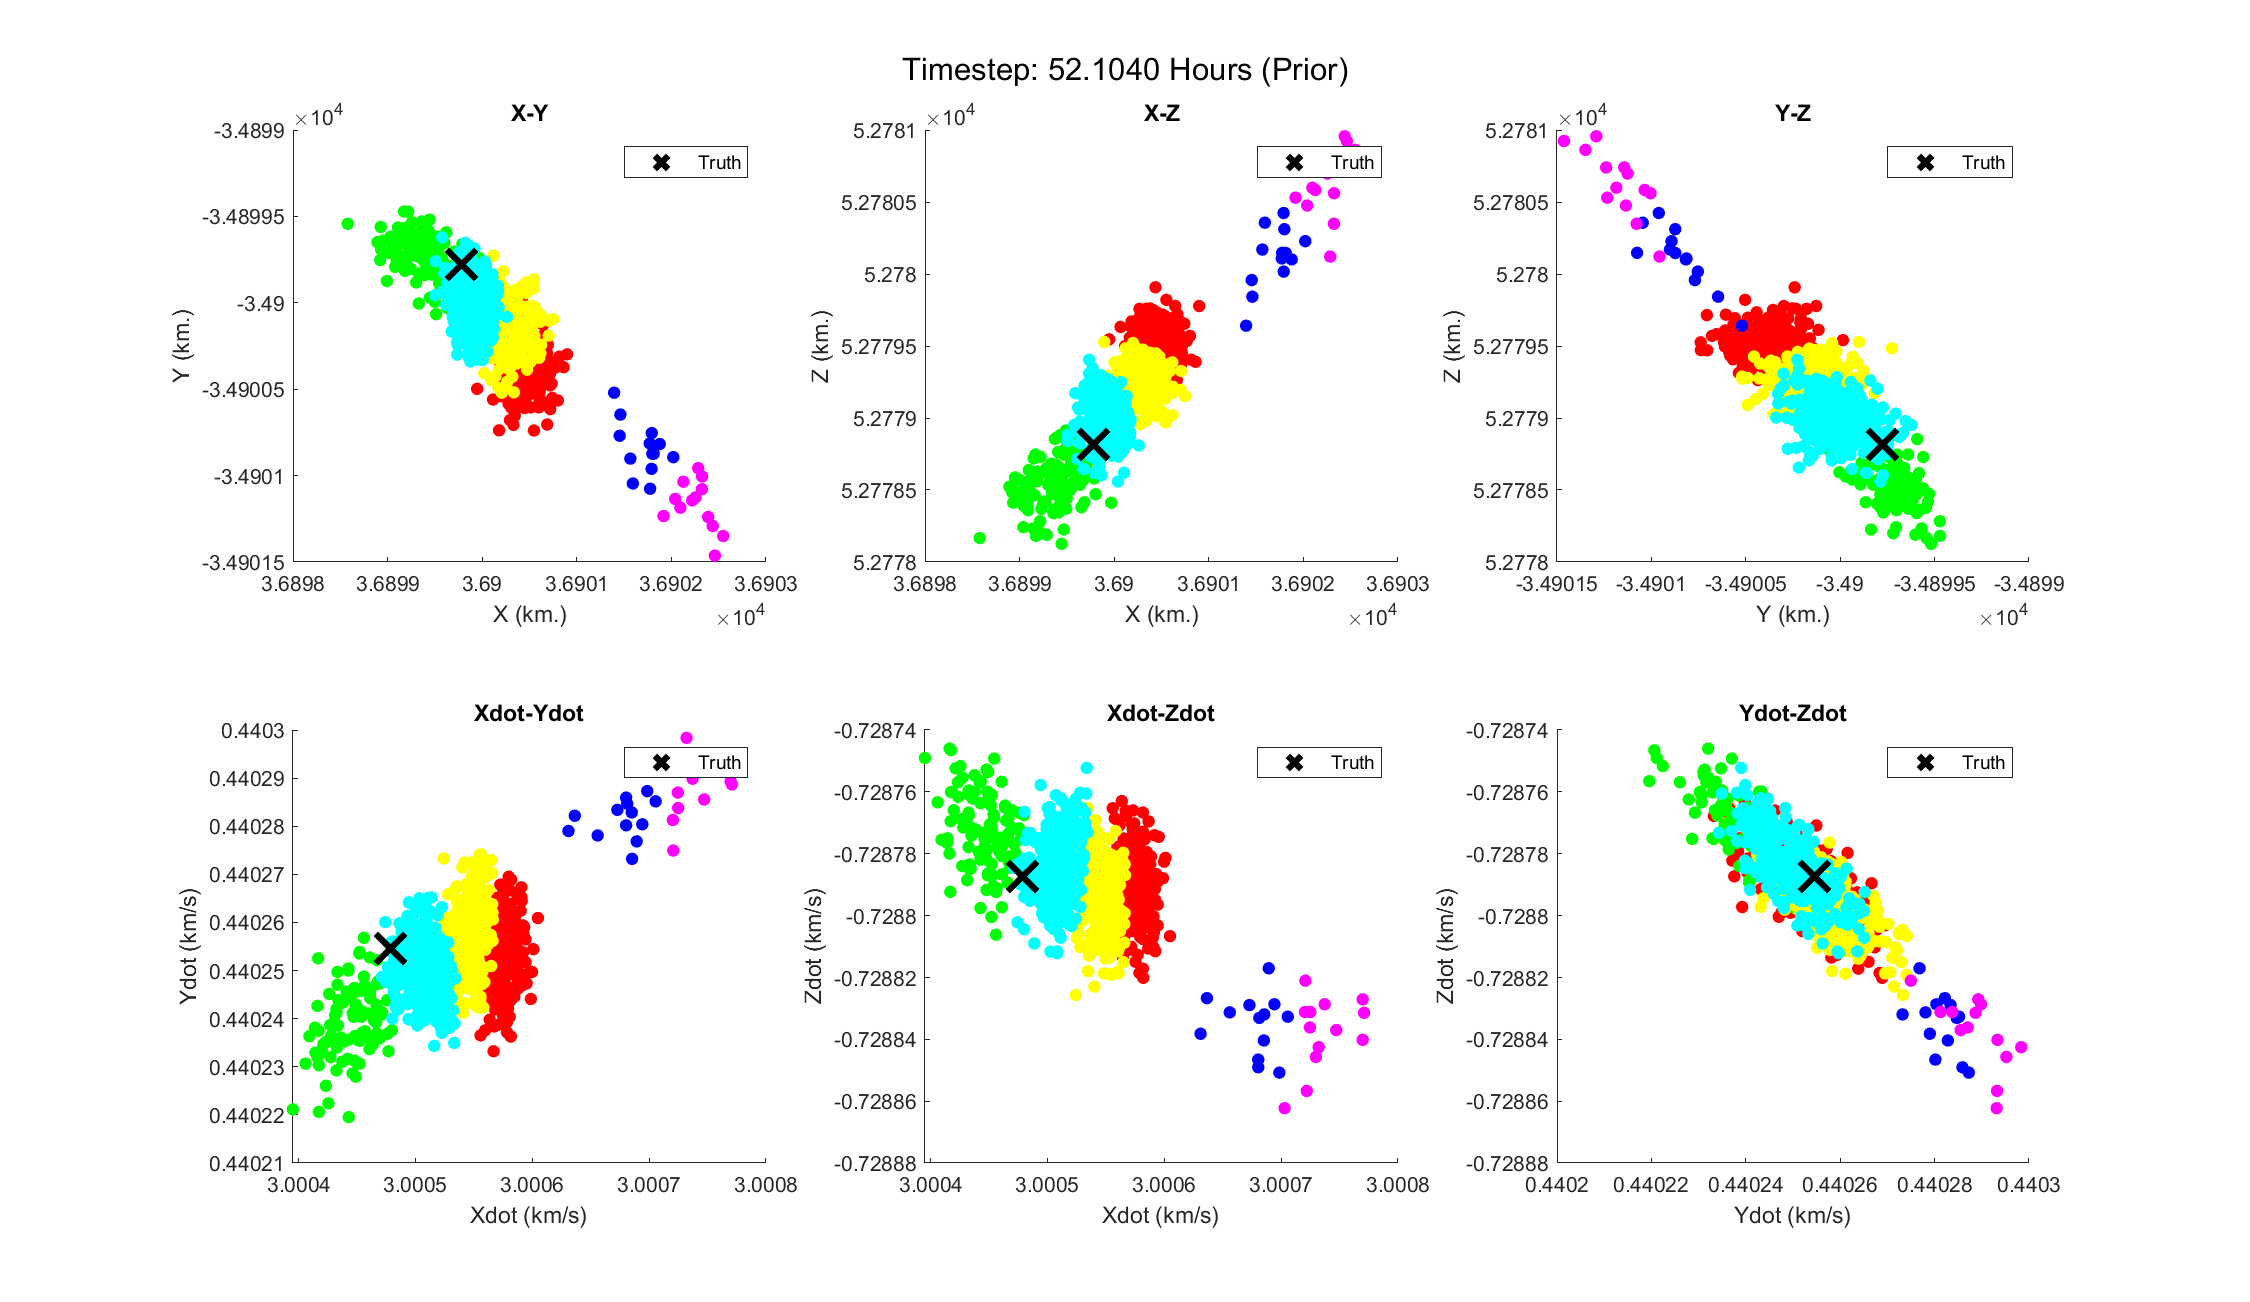 Timestep: 52.1040 Hours (Prior)
X-Y
×10^4
-3.4899
-3.48995
-3.49
-3.49005
-3.4901
-3.49015
Y (km.)
Truth
3.6898 3.6899 3.69 3.6901 3.6902 3.6903
X (km.)
×10^4
X-Z
×10^4
5.2781
5.27805
5.278
5.27795
5.2779
5.27785
5.2778
Z (km.)
Truth
3.6898 3.6899 3.69 3.6901 3.6902 3.6903
X (km.)
×10^4
Y-Z
×10^4
5.2781
5.27805
5.278
5.27795
5.2779
5.27785
5.2778
Z (km.)
Truth
-3.49015 -3.4901 -3.49005 -3.49 -3.48995 -3.4899
Y (km.)
×10^4
Xdot-Ydot
0.4403
0.44029
0.44028
0.44027
0.44026
0.44025
0.44024
0.44023
0.44022
0.44021
Ydot (km/s)
Truth
3.0004 3.0005 3.0006 3.0007 3.0008
Xdot (km/s)
Xdot-Zdot
-0.72874
-0.72876
-0.72878
-0.7288
-0.72882
-0.72884
-0.72886
-0.72888
Zdot (km/s)
Truth
3.0004 3.0005 3.0006 3.0007 3.0008
Xdot (km/s)
Ydot-Zdot
-0.72874
-0.72876
-0.72878
-0.7288
-0.72882
-0.72884
-0.72886
-0.72888
Zdot (km/s)
Truth
0.4402 0.44022 0.44024 0.44026 0.44028 0.4403
Ydot (km/s)